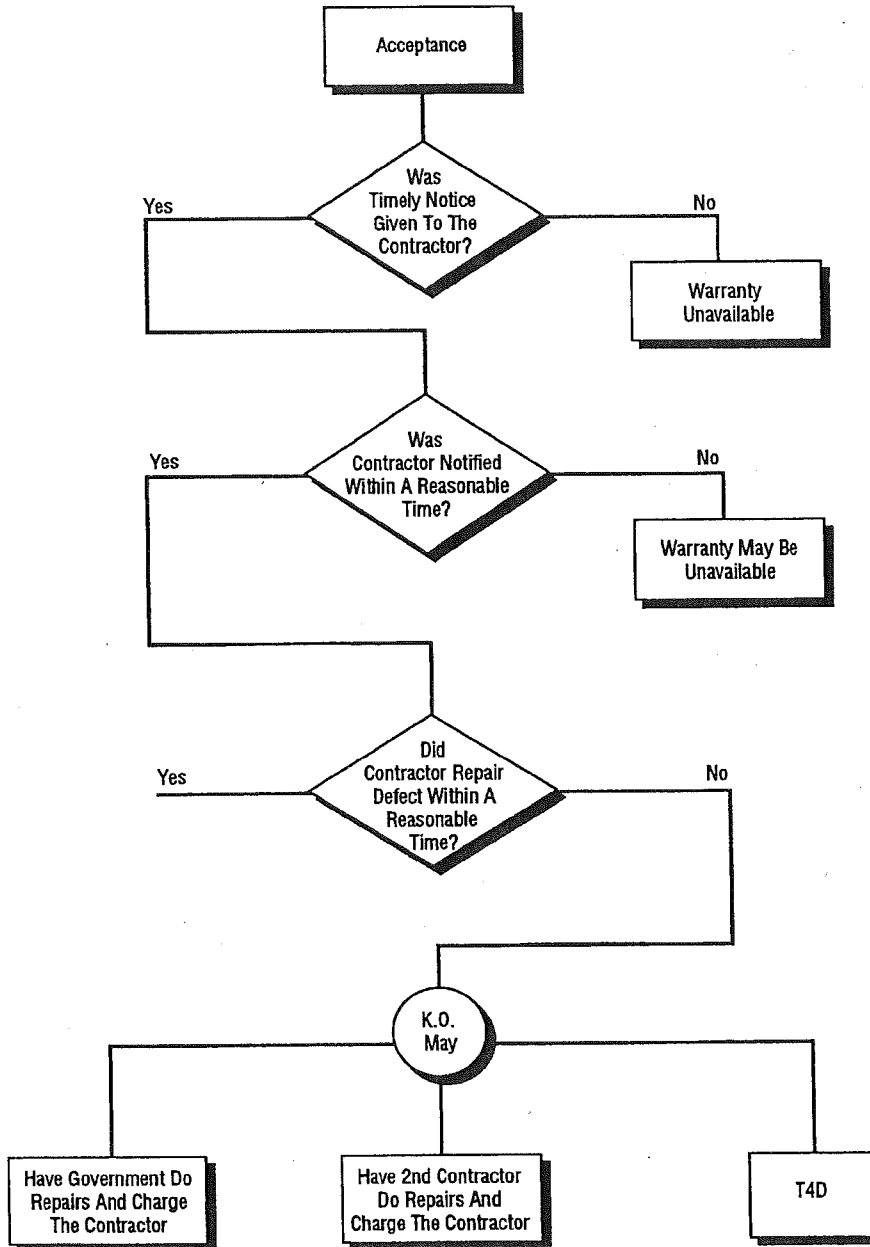 Acceptance
Was
Timely Notice
Given To The
Contractor?
Yes
No
Warranty
Unavailable
Was
Contractor Notified
Within A Reasonable
Time?
Yes
No
Warranty May Be
Unavailable
Did
Contractor Repair
Defect Within A
Reasonable
Time?
Yes
No
K.O.
May
Have Government Do
Repairs And Charge
The Contractor
Have 2nd Contractor
Do Repairs And
Charge The Contractor
T4D